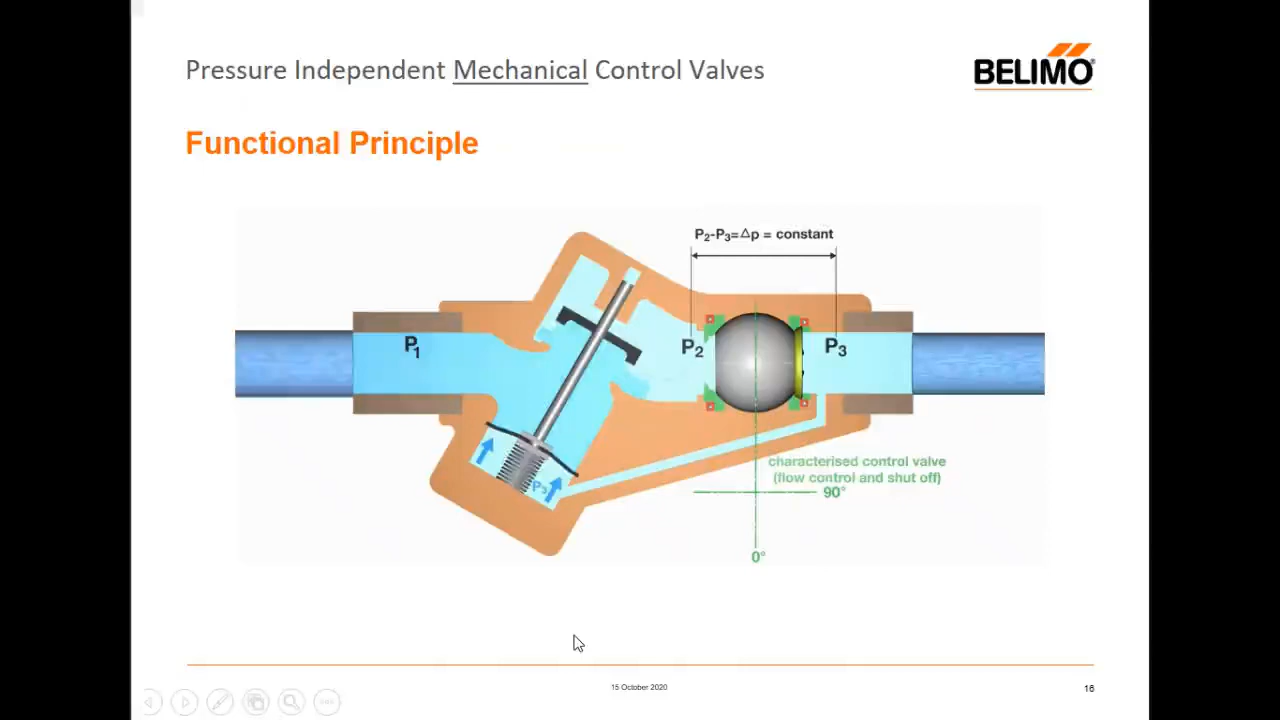 Pressure Independent Mechanical Control Valves
BELIMO®
Functional Principle
P₂-P₃=△p = constant
P₁
P₂
P₃
P₃
characterised control valve
(flow control and shut off)
90°
0°
15 October 2020
16